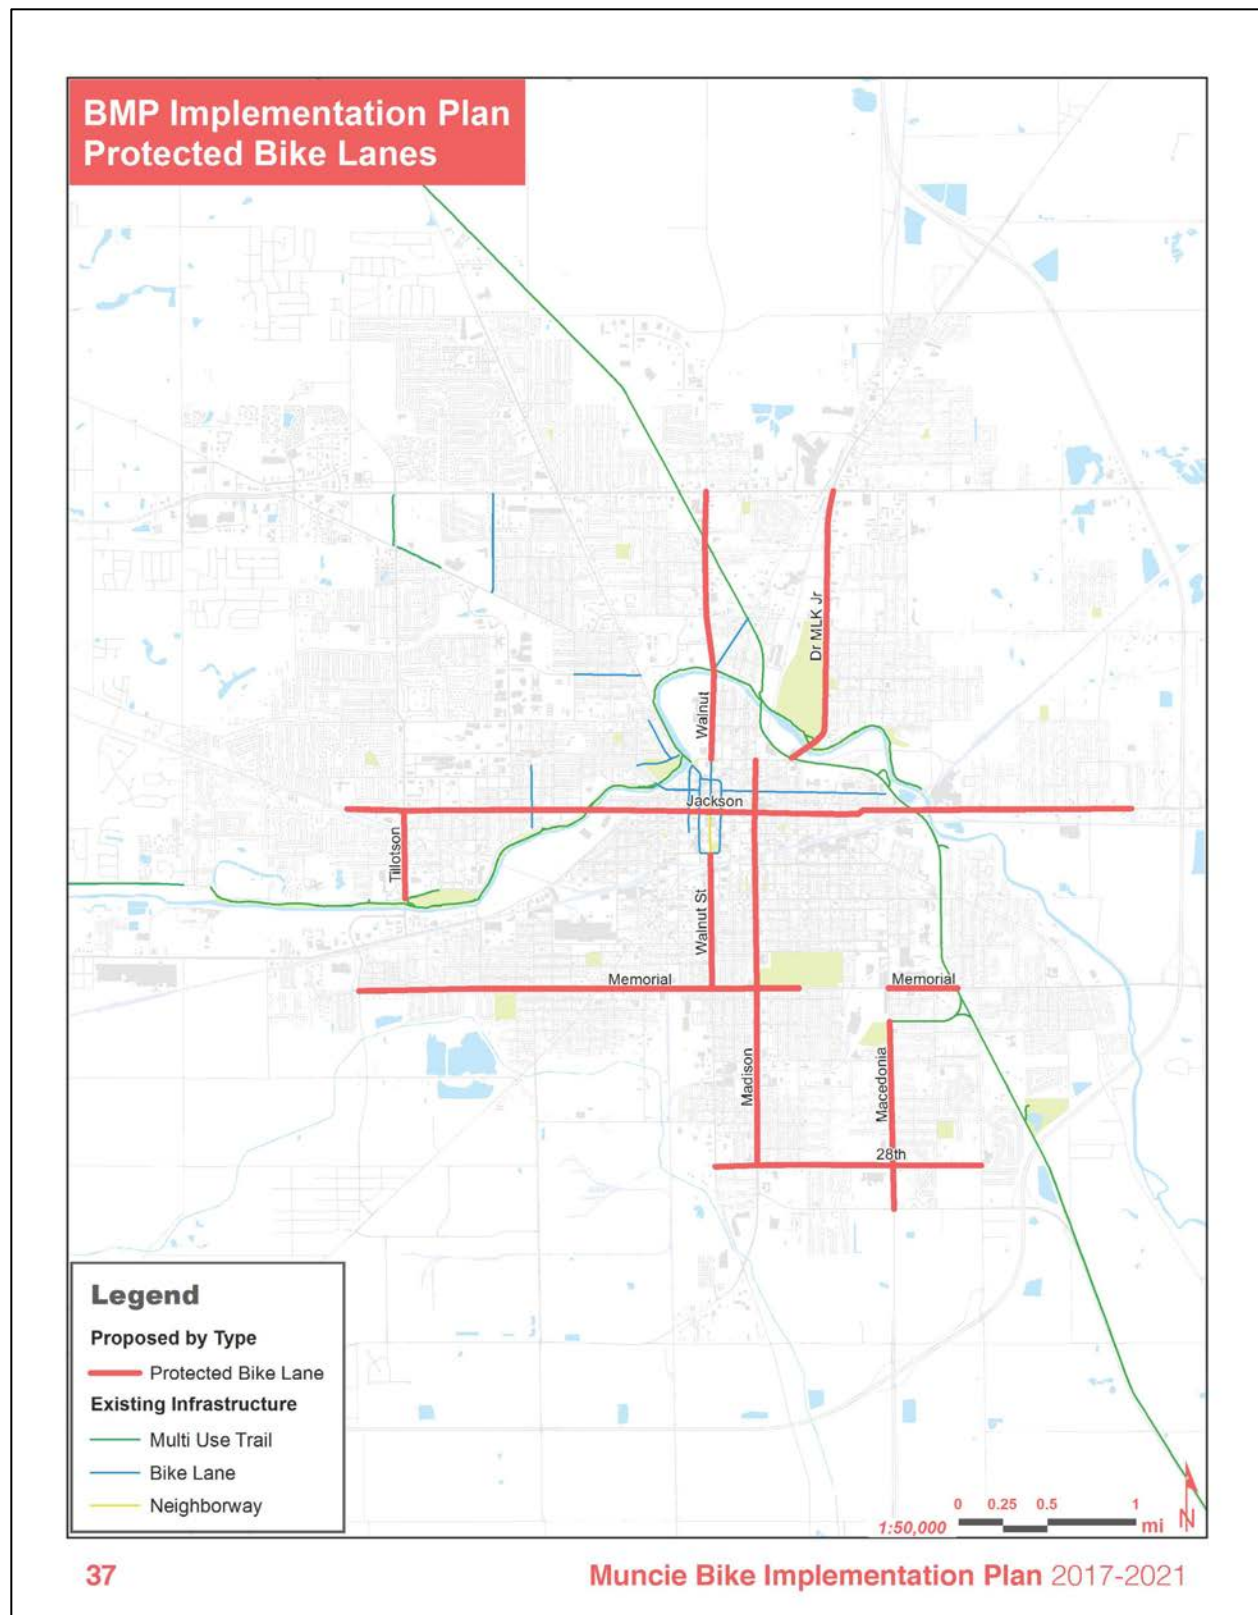 BMP Implementation Plan
Protected Bike Lanes
Dr MLK Jr
Walnut
Jackson
Tillotson
Walnut St
Memorial
Memorial
Madison
Macedonia
28th
Legend
Proposed by Type
Protected Bike Lane
Existing Infrastructure
Multi Use Trail
Bike Lane
Neighborway
0 0.25 0.5 1
1:50,000 mi N
37 Muncie Bike Implementation Plan 2017-2021